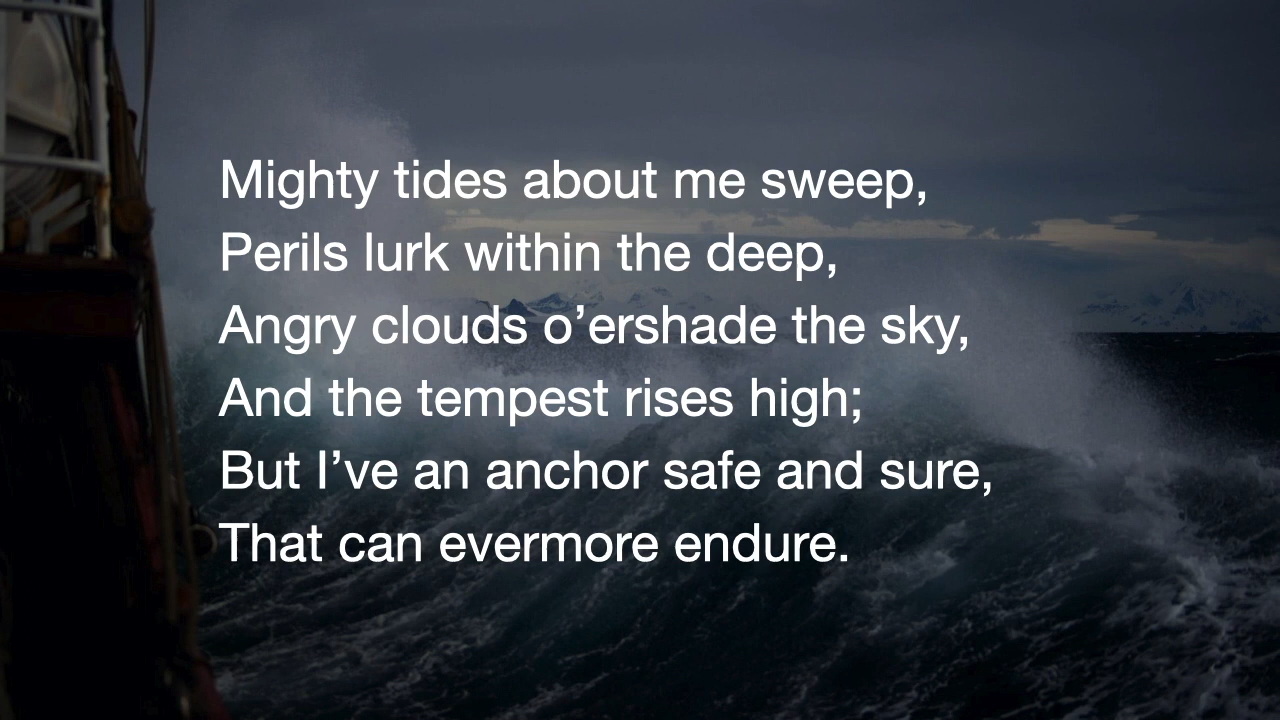 Mighty tides about me sweep,
Perils lurk within the deep,
Angry clouds o’ershade the sky,
And the tempest rises high;
But I’ve an anchor safe and sure,
That can evermore endure.